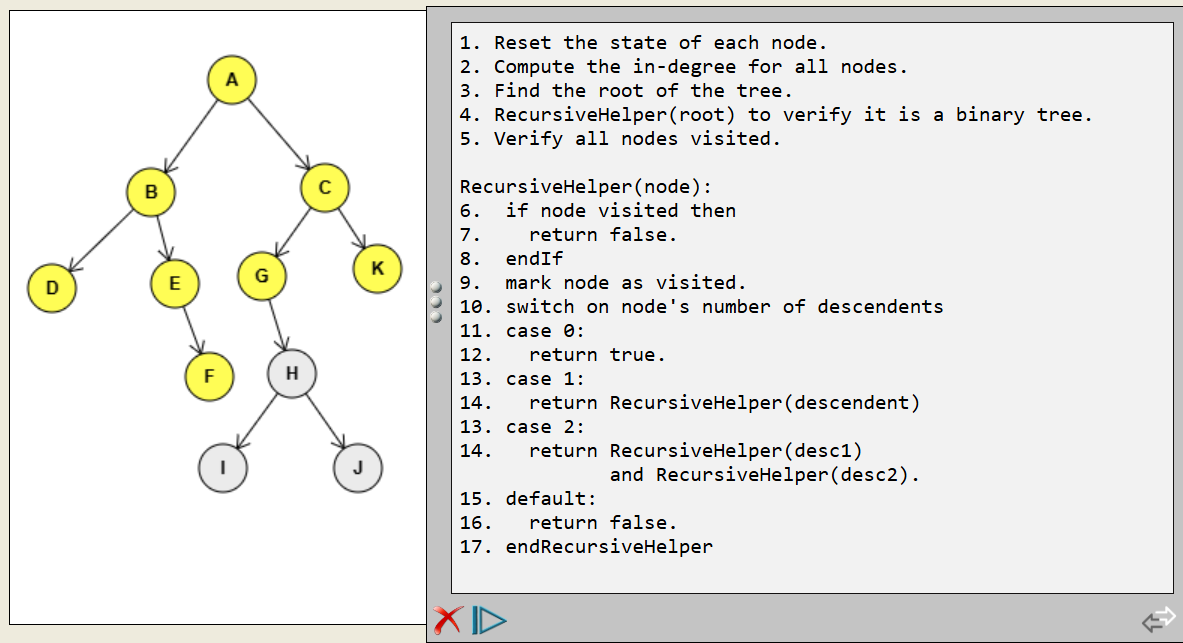 A
B
C
D
E
G
K
F
H
I
J
1. Reset the state of each node.
2. Compute the in-degree for all nodes.
3. Find the root of the tree.
4. RecursiveHelper(root) to verify it is a binary tree.
5. Verify all nodes visited.
RecursiveHelper(node):
6. if node visited then
7. return false.
8. endIf
9. mark node as visited.
10. switch on node's number of descendents
11. case 0:
12. return true.
13. case 1:
14. return RecursiveHelper(descendent)
13. case 2:
14. return RecursiveHelper(desc1)
and RecursiveHelper(desc2).
15. default:
16. return false.
17. endRecursiveHelper